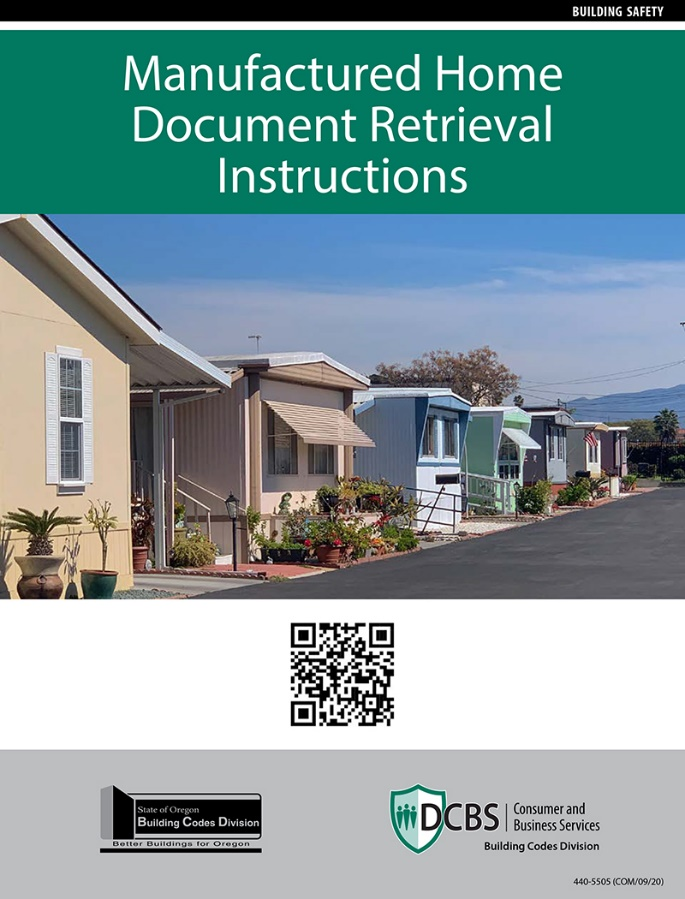 BUILDING SAFETY
Manufactured Home
Document Retrieval
Instructions
State of Oregon
Building Codes Division
Better Buildings for Oregon
DCBS
Consumer and
Business Services
Building Codes Division
440-5505 (COM/09/20)